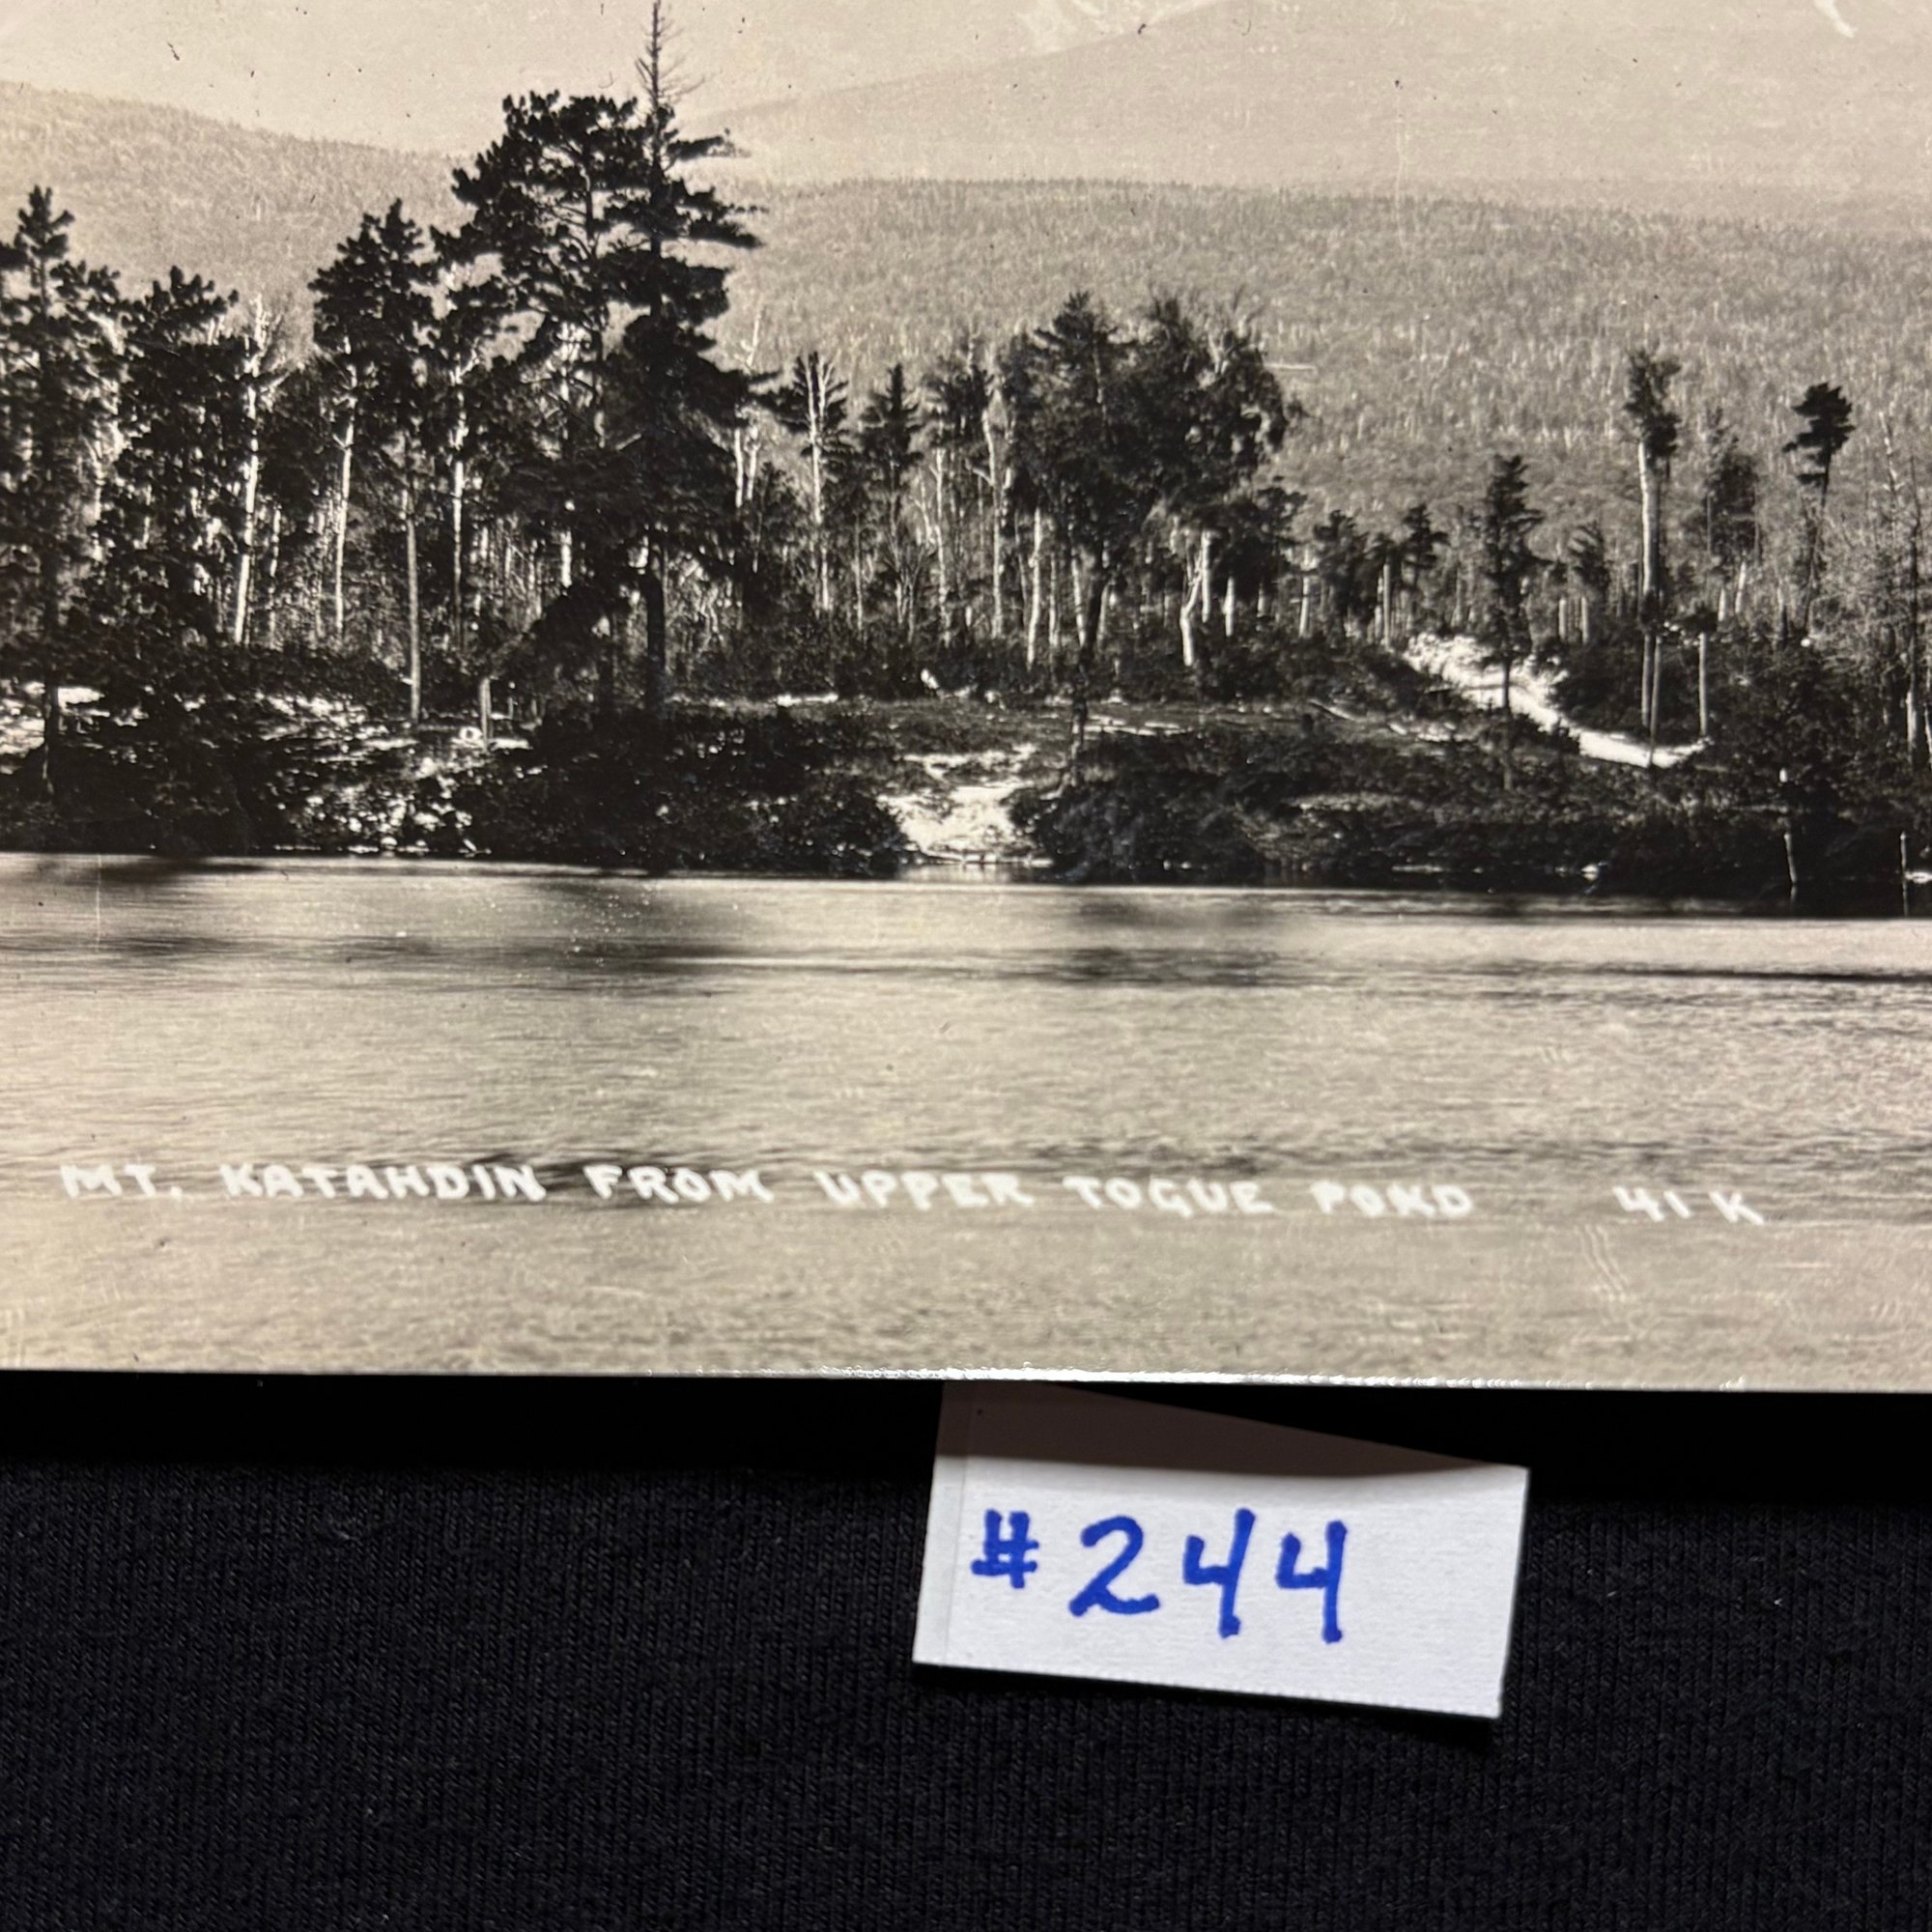 MT. KATAHDIN FROM UPPER TOGUE POND 41 K
#244